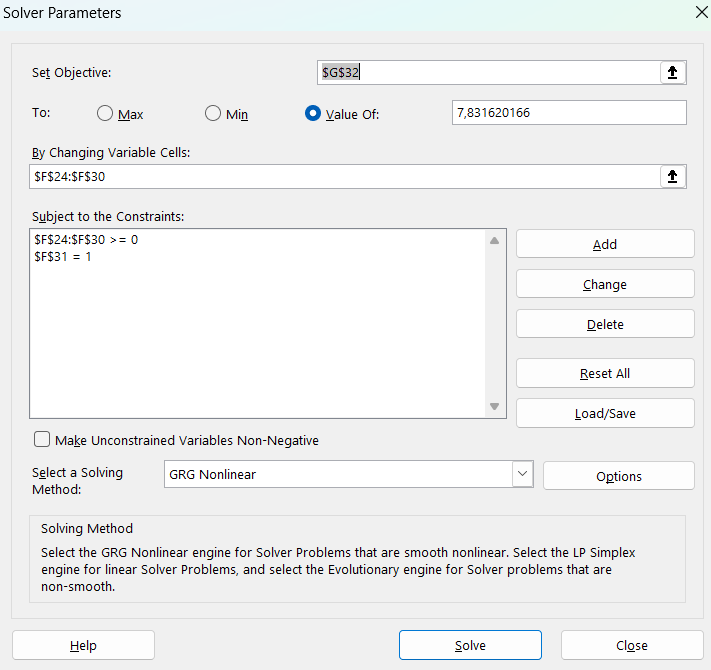 Solver Parameters
Set Objective:
$G$32
To:
Max
Min
Value Of:
7,831620166
By Changing Variable Cells:
$F$24:$F$30
Subject to the Constraints:
$F$24:$F$30 >= 0
$F$31 = 1
Add
Change
Delete
Reset All
Load/Save
Make Unconstrained Variables Non-Negative
Select a Solving
Method:
GRG Nonlinear
Options
Solving Method
Select the GRG Nonlinear engine for Solver Problems that are smooth nonlinear. Select the LP Simplex
engine for linear Solver Problems, and select the Evolutionary engine for Solver problems that are
non-smooth.
Help
Solve
Close